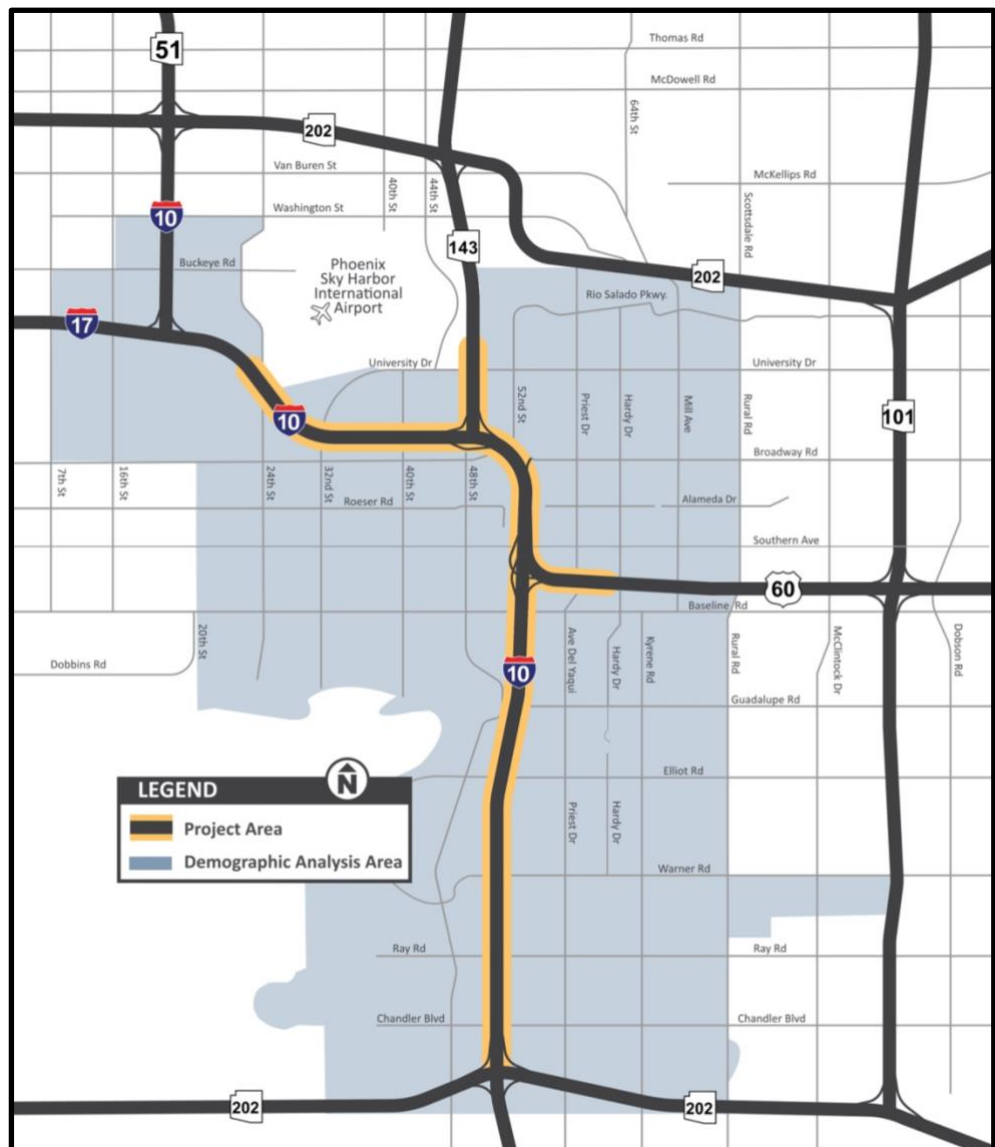 Thomas Rd
51
McDowell Rd
64th St
202
Van Buren St
40th St
44th St
McKellips Rd
Scottsdale Rd
Washington St
10
143
Buckeye Rd
Phoenix
Sky Harbor
International
Airport
202
Rio Salado Pkwy.
17
University Dr
University Dr
52nd St
Priest Dr
Hardy Dr
Mill Ave
Rural Rd
10
101
Broadway Rd
7th St
16th St
24th St
32nd St
40th St
48th St
Roeser Rd
Alameda Dr
Southern Ave
60
Baseline Rd
20th St
Dobbins Rd
10
Ave Del Yaqui
Hardy Dr
Kyrene Rd
Rural Rd
McClintock Dr
Dobson Rd
Guadalupe Rd
Elliot Rd
N
LEGEND
Project Area
Demographic Analysis Area
Priest Dr
Hardy Dr
Warner Rd
Ray Rd
Ray Rd
Chandler Blvd
Chandler Blvd
202
202